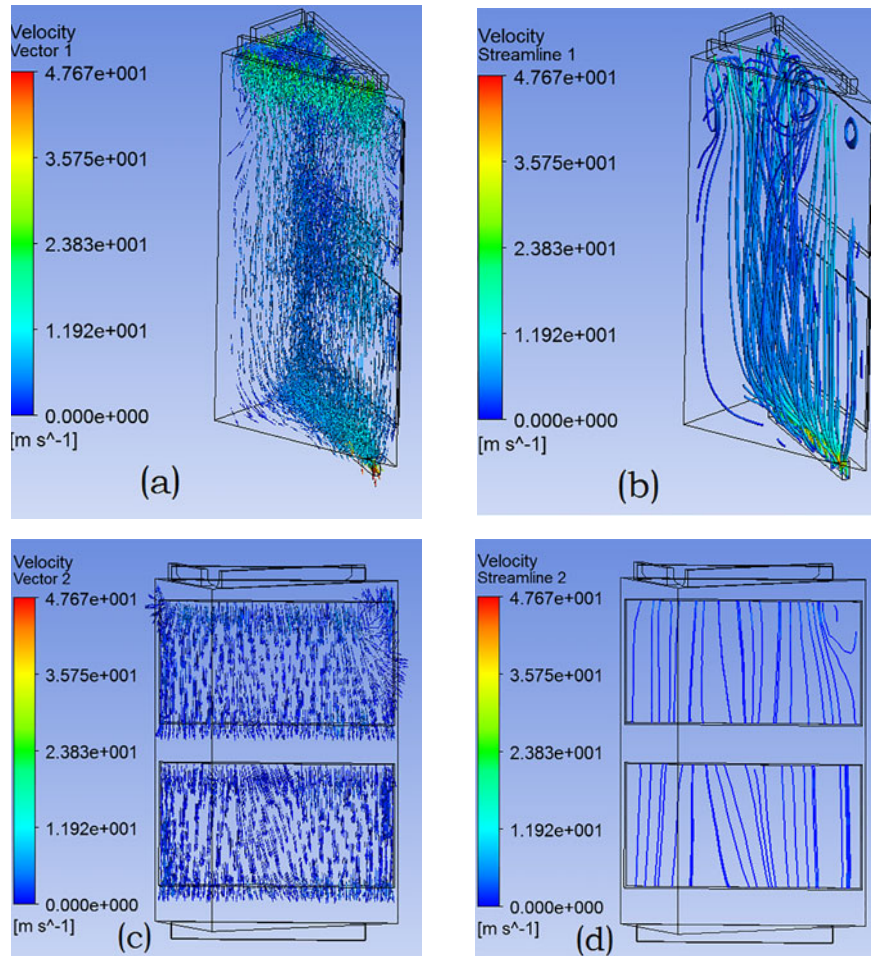 Velocity
Vector 1
4.767e+001
3.575e+001
2.383e+001
1.192e+001
0.000e+000
[m s^-1]
(a)
Velocity
Streamline 1
4.767e+001
3.575e+001
2.383e+001
1.192e+001
0.000e+000
[m s^-1]
(b)
Velocity
Vector 2
4.767e+001
3.575e+001
2.383e+001
1.192e+001
0.000e+000
[m s^-1]
(c)
Velocity
Streamline 2
4.767e+001
3.575e+001
2.383e+001
1.192e+001
0.000e+000
[m s^-1]
(d)